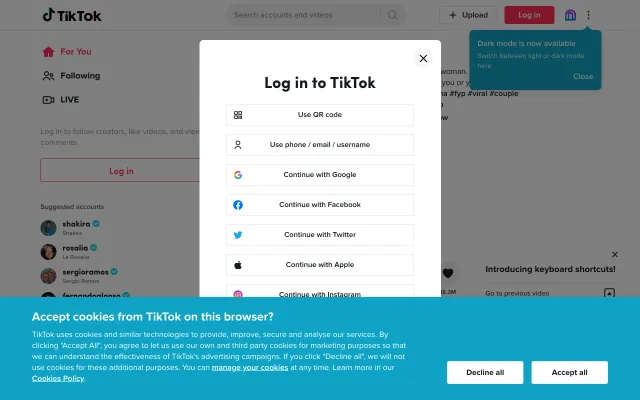 TikTok
Search accounts and videos
Upload
Log in
Dark mode is now available
Switch between light or dark mode
here
Close
For You
Following
LIVE
Log in to follow creators, like videos, and view
comments.
Log in
Suggested accounts
shakira
Shakira
rosalia
La Rosalia
sergioramos
Sergio Ramos
fernandoalonso
Log in to TikTok
Use QR code
Use phone / email / username
Continue with Google
Continue with Facebook
Continue with Twitter
Continue with Apple
Continue with Instagram
woman.
you or y
na #fyp #viral #couple
Introducing keyboard shortcuts!
Go to previous video
Accept cookies from TikTok on this browser?
TikTok uses cookies and similar technologies to provide, improve, secure and analyse our services. By
clicking "Accept All", you agree to let us use our own and third party cookies for marketing purposes so that
we can understand the effectiveness of TikTok's advertising campaigns. If you click "Decline all", we will not
use cookies for these additional purposes. You can manage your cookies at any time. Learn more in our
Cookies Policy.
Decline all
Accept all